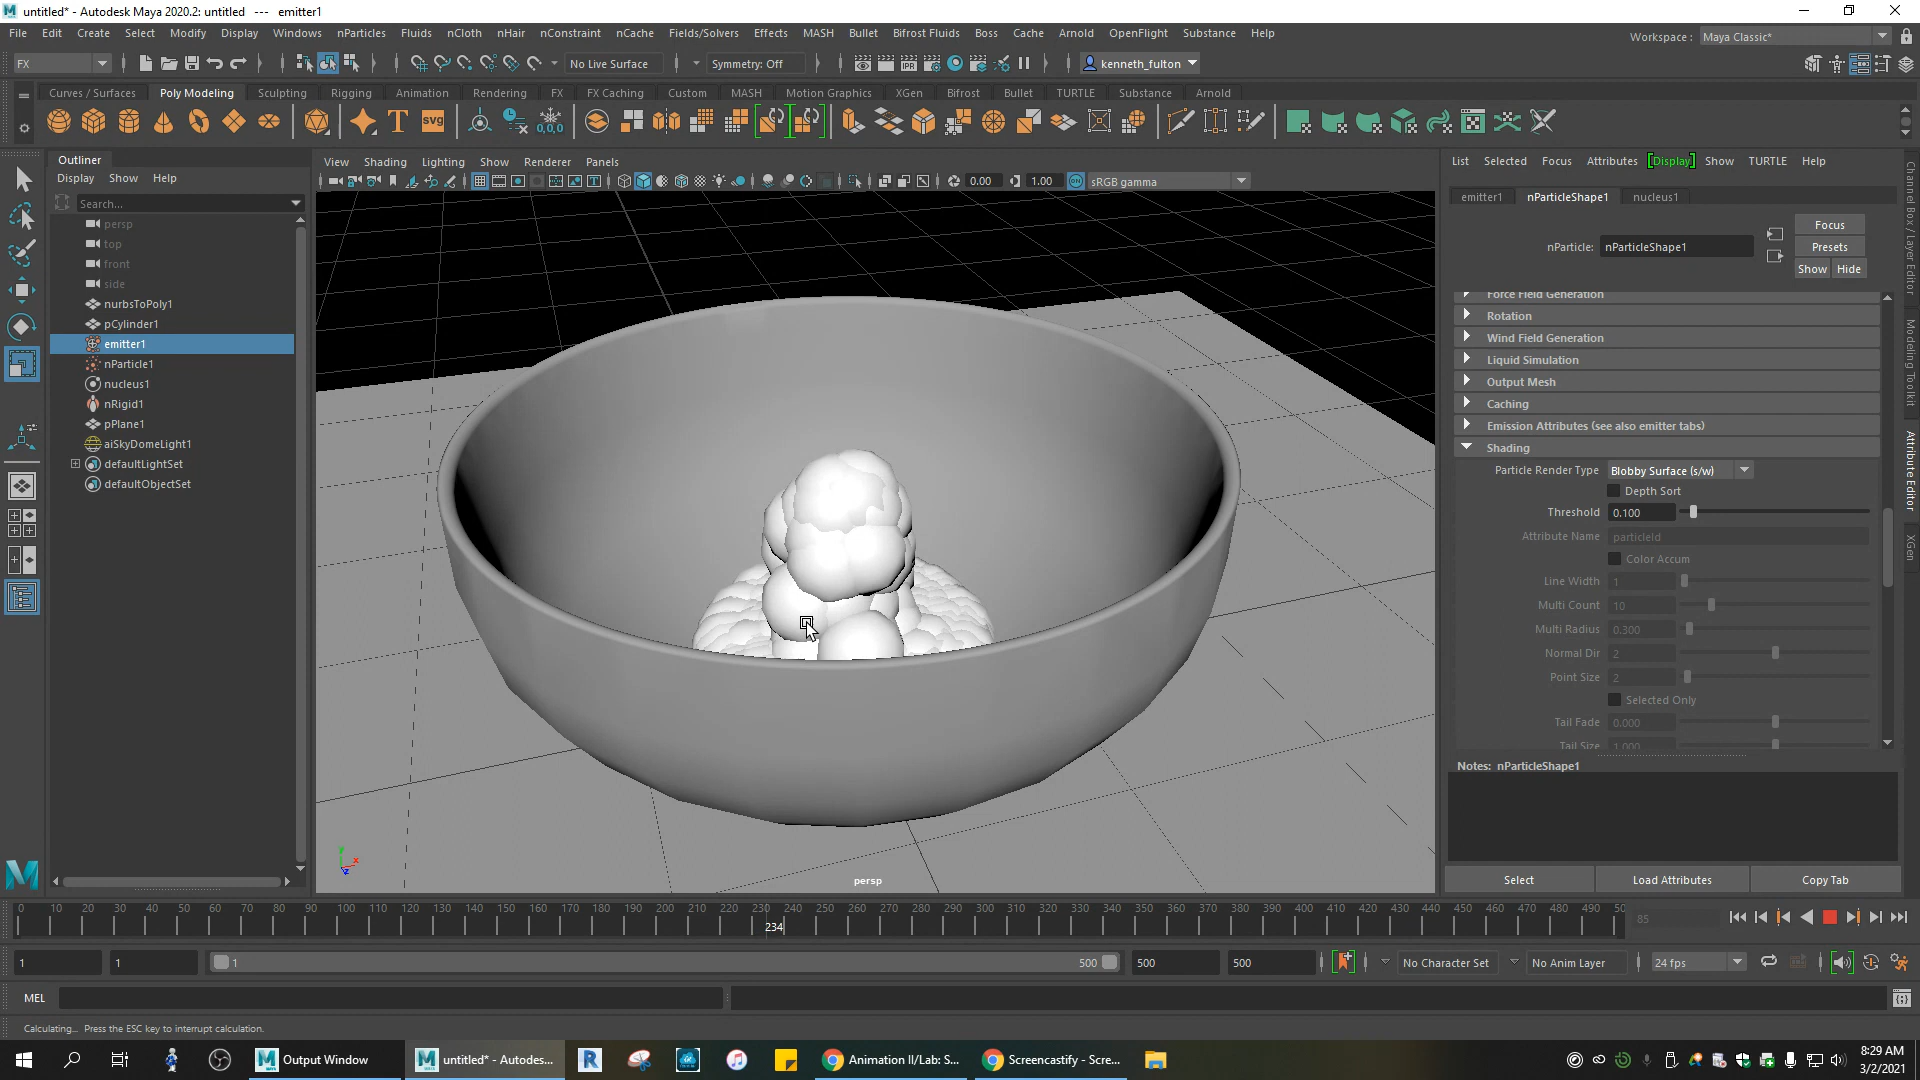 untitled* - Autodesk Maya 2020.2: untitled   ---   emitter1
File Edit Create Select Modify Display Windows nParticles Fluids nCloth nHair nConstraint nCache Fields/Solvers Effects MASH Bullet Bifrost Fluids Boss Cache Arnold OpenFlight Substance Help
Workspace : Maya Classic*
FX
No Live Surface
Symmetry: Off
kenneth_fulton
Curves / Surfaces Poly Modeling Sculpting Rigging Animation Rendering FX FX Caching Custom MASH Motion Graphics XGen Bifrost Bullet TURTLE Substance Arnold
svg
0,0,0
Outliner
Display Show Help
Search...
persp
top
front
side
nurbsToPoly1
pCylinder1
emitter1
nParticle1
nucleus1
nRigid1
pPlane1
aiSkyDomeLight1
defaultLightSet
defaultObjectSet
View Shading Lighting Show Renderer Panels
0.00
1.00
sRGB gamma
persp
List Selected Focus Attributes [Display] Show TURTLE Help
emitter1 nParticleShape1 nucleus1
nParticle: nParticleShape1
Focus
Presets
Show Hide
Force Field Generation
Rotation
Wind Field Generation
Liquid Simulation
Output Mesh
Caching
Emission Attributes (see also emitter tabs)
Shading
Particle Render Type Blobby Surface (s/w)
Depth Sort
Threshold 0.100
Attribute Name particleId
Color Accum
Line Width 1
Multi Count 10
Multi Radius 0.300
Normal Dir 2
Point Size 2
Selected Only
Tail Fade 0.000
Tail Size 1.000
Notes: nParticleShape1
Select Load Attributes Copy Tab
Channel Box / Layer Editor
Modeling Toolkit
Attribute Editor
XGen
0 10 20 30 40 50 60 70 80 90 100 110 120 130 140 150 160 170 180 190 200 210 220 230 240 250 260 270 280 290 300 310 320 330 340 350 360 370 380 390 400 410 420 430 440 450 460 470 480 490 50
234
85
1
1
1
500
500
500
No Character Set
No Anim Layer
24 fps
MEL
Calculating... Press the ESC key to interrupt calculation.
Output Window
untitled* - Autodes...
Animation II/Lab: S...
Screencastify - Scre...
8:29 AM
3/2/2021